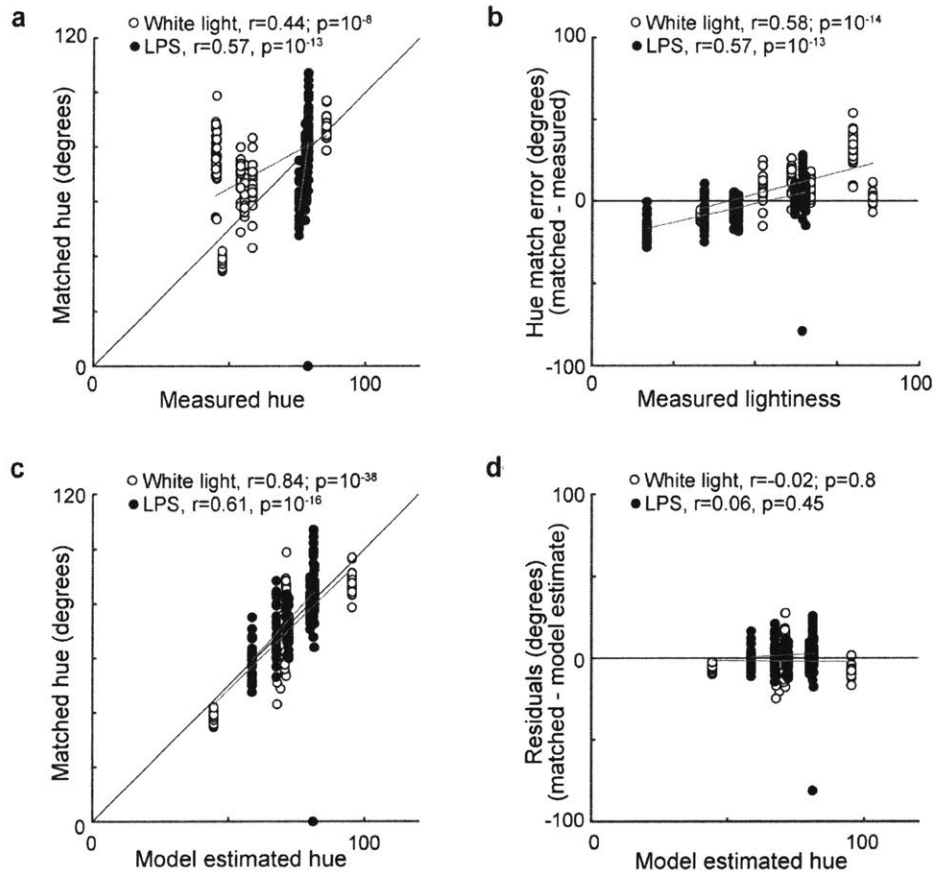 a
White light, r=0.44; p=10⁻⁸
LPS, r=0.57, p=10⁻¹³
120
Matched hue (degrees)
0
0
100
Measured hue
b
White light, r=0.58; p=10⁻¹⁴
LPS, r=0.57, p=10⁻¹³
100
Hue match error (degrees)
(matched - measured)
0
-100
0
100
Measured lightness
c
White light, r=0.84; p=10⁻³⁸
LPS, r=0.61, p=10⁻¹⁶
120
Matched hue (degrees)
0
0
100
Model estimated hue
d
White light, r=-0.02; p=0.8
LPS, r=0.06, p=0.45
100
Residuals (degrees)
(matched - model estimate)
0
-100
0
100
Model estimated hue